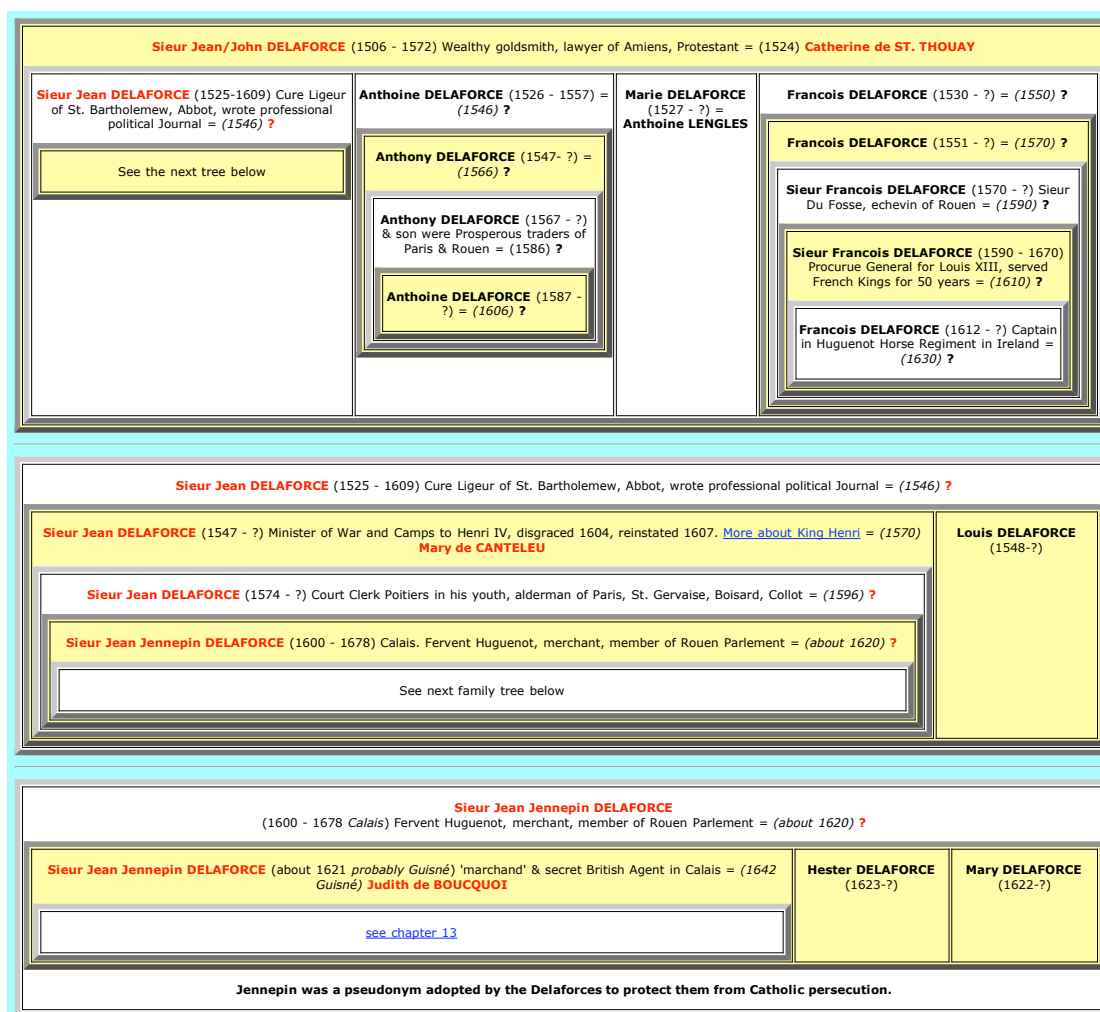 Sieur Jean/John DELAFORCE (1506 - 1572) Wealthy goldsmith, lawyer of Amiens, Protestant = (1524) Catherine de ST. THOUAY
Sieur Jean DELAFORCE (1525-1609) Cure Ligeur
of St. Bartholemew, Abbot, wrote professional
political Journal = (1546) ?
See the next tree below
Anthoine DELAFORCE (1526 - 1557) =
(1546) ?
Anthony DELAFORCE (1547- ?) =
(1566) ?
Anthony DELAFORCE (1567 - ?)
& son were Prosperous traders of
Paris & Rouen = (1586) ?
Anthoine DELAFORCE (1587 -
?) = (1606) ?
Marie DELAFORCE
(1527 - ?) =
Anthoine LENGLES
Francois DELAFORCE (1530 - ?) = (1550) ?
Francois DELAFORCE (1551 - ?) = (1570) ?
Sieur Francois DELAFORCE (1570 - ?) Sieur
Du Fosse, echevin of Rouen = (1590) ?
Sieur Francois DELAFORCE (1590 - 1670)
Procurue General for Louis XIII, served
French Kings for 50 years = (1610) ?
Francois DELAFORCE (1612 - ?) Captain
in Huguenot Horse Regiment in Ireland =
(1630) ?
Sieur Jean DELAFORCE (1525 - 1609) Cure Ligeur of St. Bartholemew, Abbot, wrote professional political Journal = (1546) ?
Sieur Jean DELAFORCE (1547 - ?) Minister of War and Camps to Henri IV, disgraced 1604, reinstated 1607. More about King Henri = (1570)
Mary de CANTELEU
Sieur Jean DELAFORCE (1574 - ?) Court Clerk Poitiers in his youth, alderman of Paris, St. Gervaise, Boisard, Collot = (1596) ?
Sieur Jean Jennepin DELAFORCE (1600 - 1678) Calais. Fervent Huguenot, merchant, member of Rouen Parlement = (about 1620) ?
See next family tree below
Louis DELAFORCE
(1548-?)
Sieur Jean Jennepin DELAFORCE
(1600 - 1678 Calais) Fervent Huguenot, merchant, member of Rouen Parlement = (about 1620) ?
Sieur Jean Jennepin DELAFORCE (about 1621 probably Guisné) 'marchand' & secret British Agent in Calais = (1642
Guisné) Judith de BOUCQUOI
see chapter 13
Hester DELAFORCE
(1623-?)
Mary DELAFORCE
(1622-?)
Jennepin was a pseudonym adopted by the Delaforces to protect them from Catholic persecution.